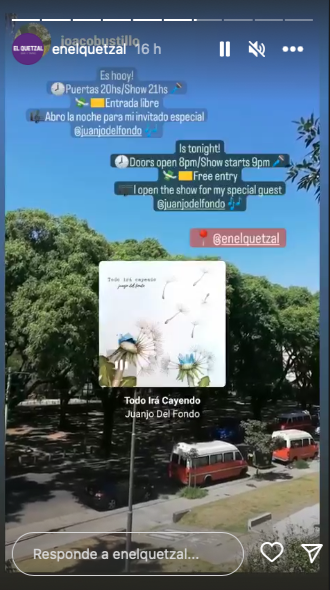 joacobustillo
EL QUETZAL
enelquetzal 16 h
Es hooy!
Puertas 20hs/Show 21hs
Entrada libre
Abro la noche para mi invitado especial
@juanjodelfondo
Is tonight!
Doors open 8pm/Show starts 9pm
Free entry
I open the show for my special guest
@juanjodelfondo
@enelquetzal
Todo irá cayendo
juanjo del fondo
Todo Irá Cayendo
Juanjo Del Fondo
Responde a enelquetzal...